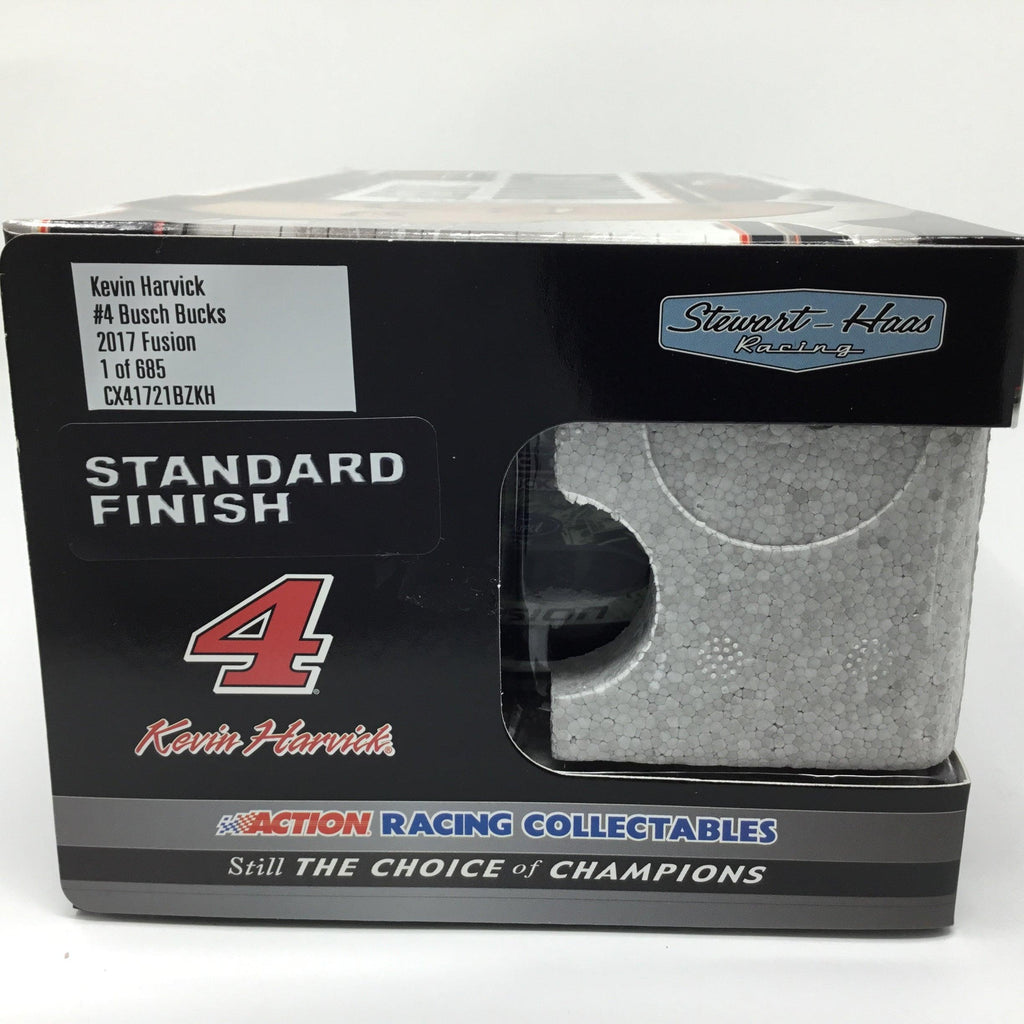 Kevin Harvick
#4 Busch Bucks
2017 Fusion
1 of 685
CX41721BZKH
Stewart-Haas
Racing
STANDARD
FINISH
4
Kevin Harvick
ACTION RACING COLLECTABLES
Still THE CHOICE of CHAMPIONS